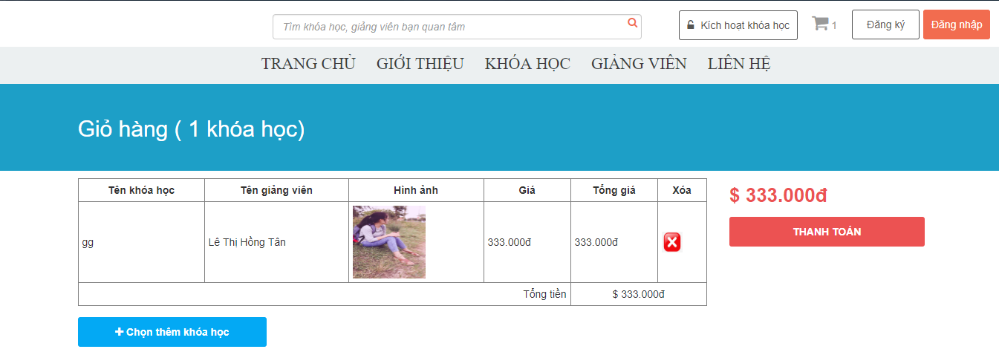 Tìm khóa học, giảng viên bạn quan tâm
Kích hoạt khóa học
1
Đăng ký
Đăng nhập
TRANG CHỦ GIỚI THIỆU KHÓA HỌC GIẢNG VIÊN LIÊN HỆ
Giỏ hàng ( 1 khóa học)
Tên khóa học Tên giảng viên Hình ảnh Giá Tổng giá Xóa
gg Lê Thị Hồng Tân 333.000đ 333.000đ
Tổng tiền $ 333.000đ
$ 333.000đ
THANH TOÁN
Chọn thêm khóa học